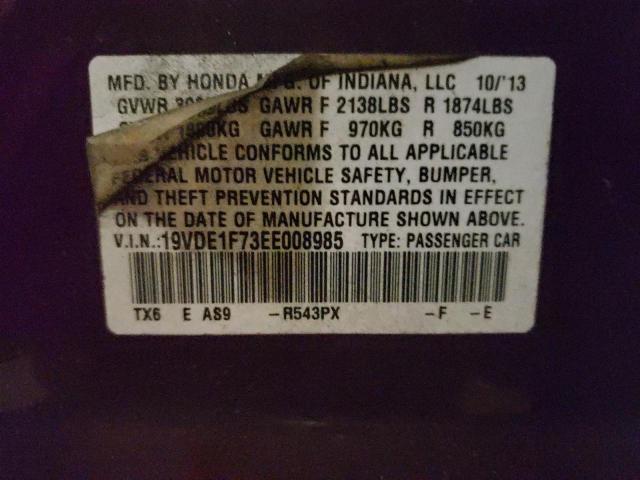 MFD. BY HONDA OF INDIANA, LLC 10/'13
GVWR GAWR F 2138LBS R 1874LBS
GAWR F 970KG R 850KG
VEHICLE CONFORMS TO ALL APPLICABLE
FEDERAL MOTOR VEHICLE SAFETY, BUMPER,
AND THEFT PREVENTION STANDARDS IN EFFECT
ON THE DATE OF MANUFACTURE SHOWN ABOVE.
V.I.N.:19VDE1F73EE008985 TYPE: PASSENGER CAR
TX6 E AS9 -R543PX -F -E